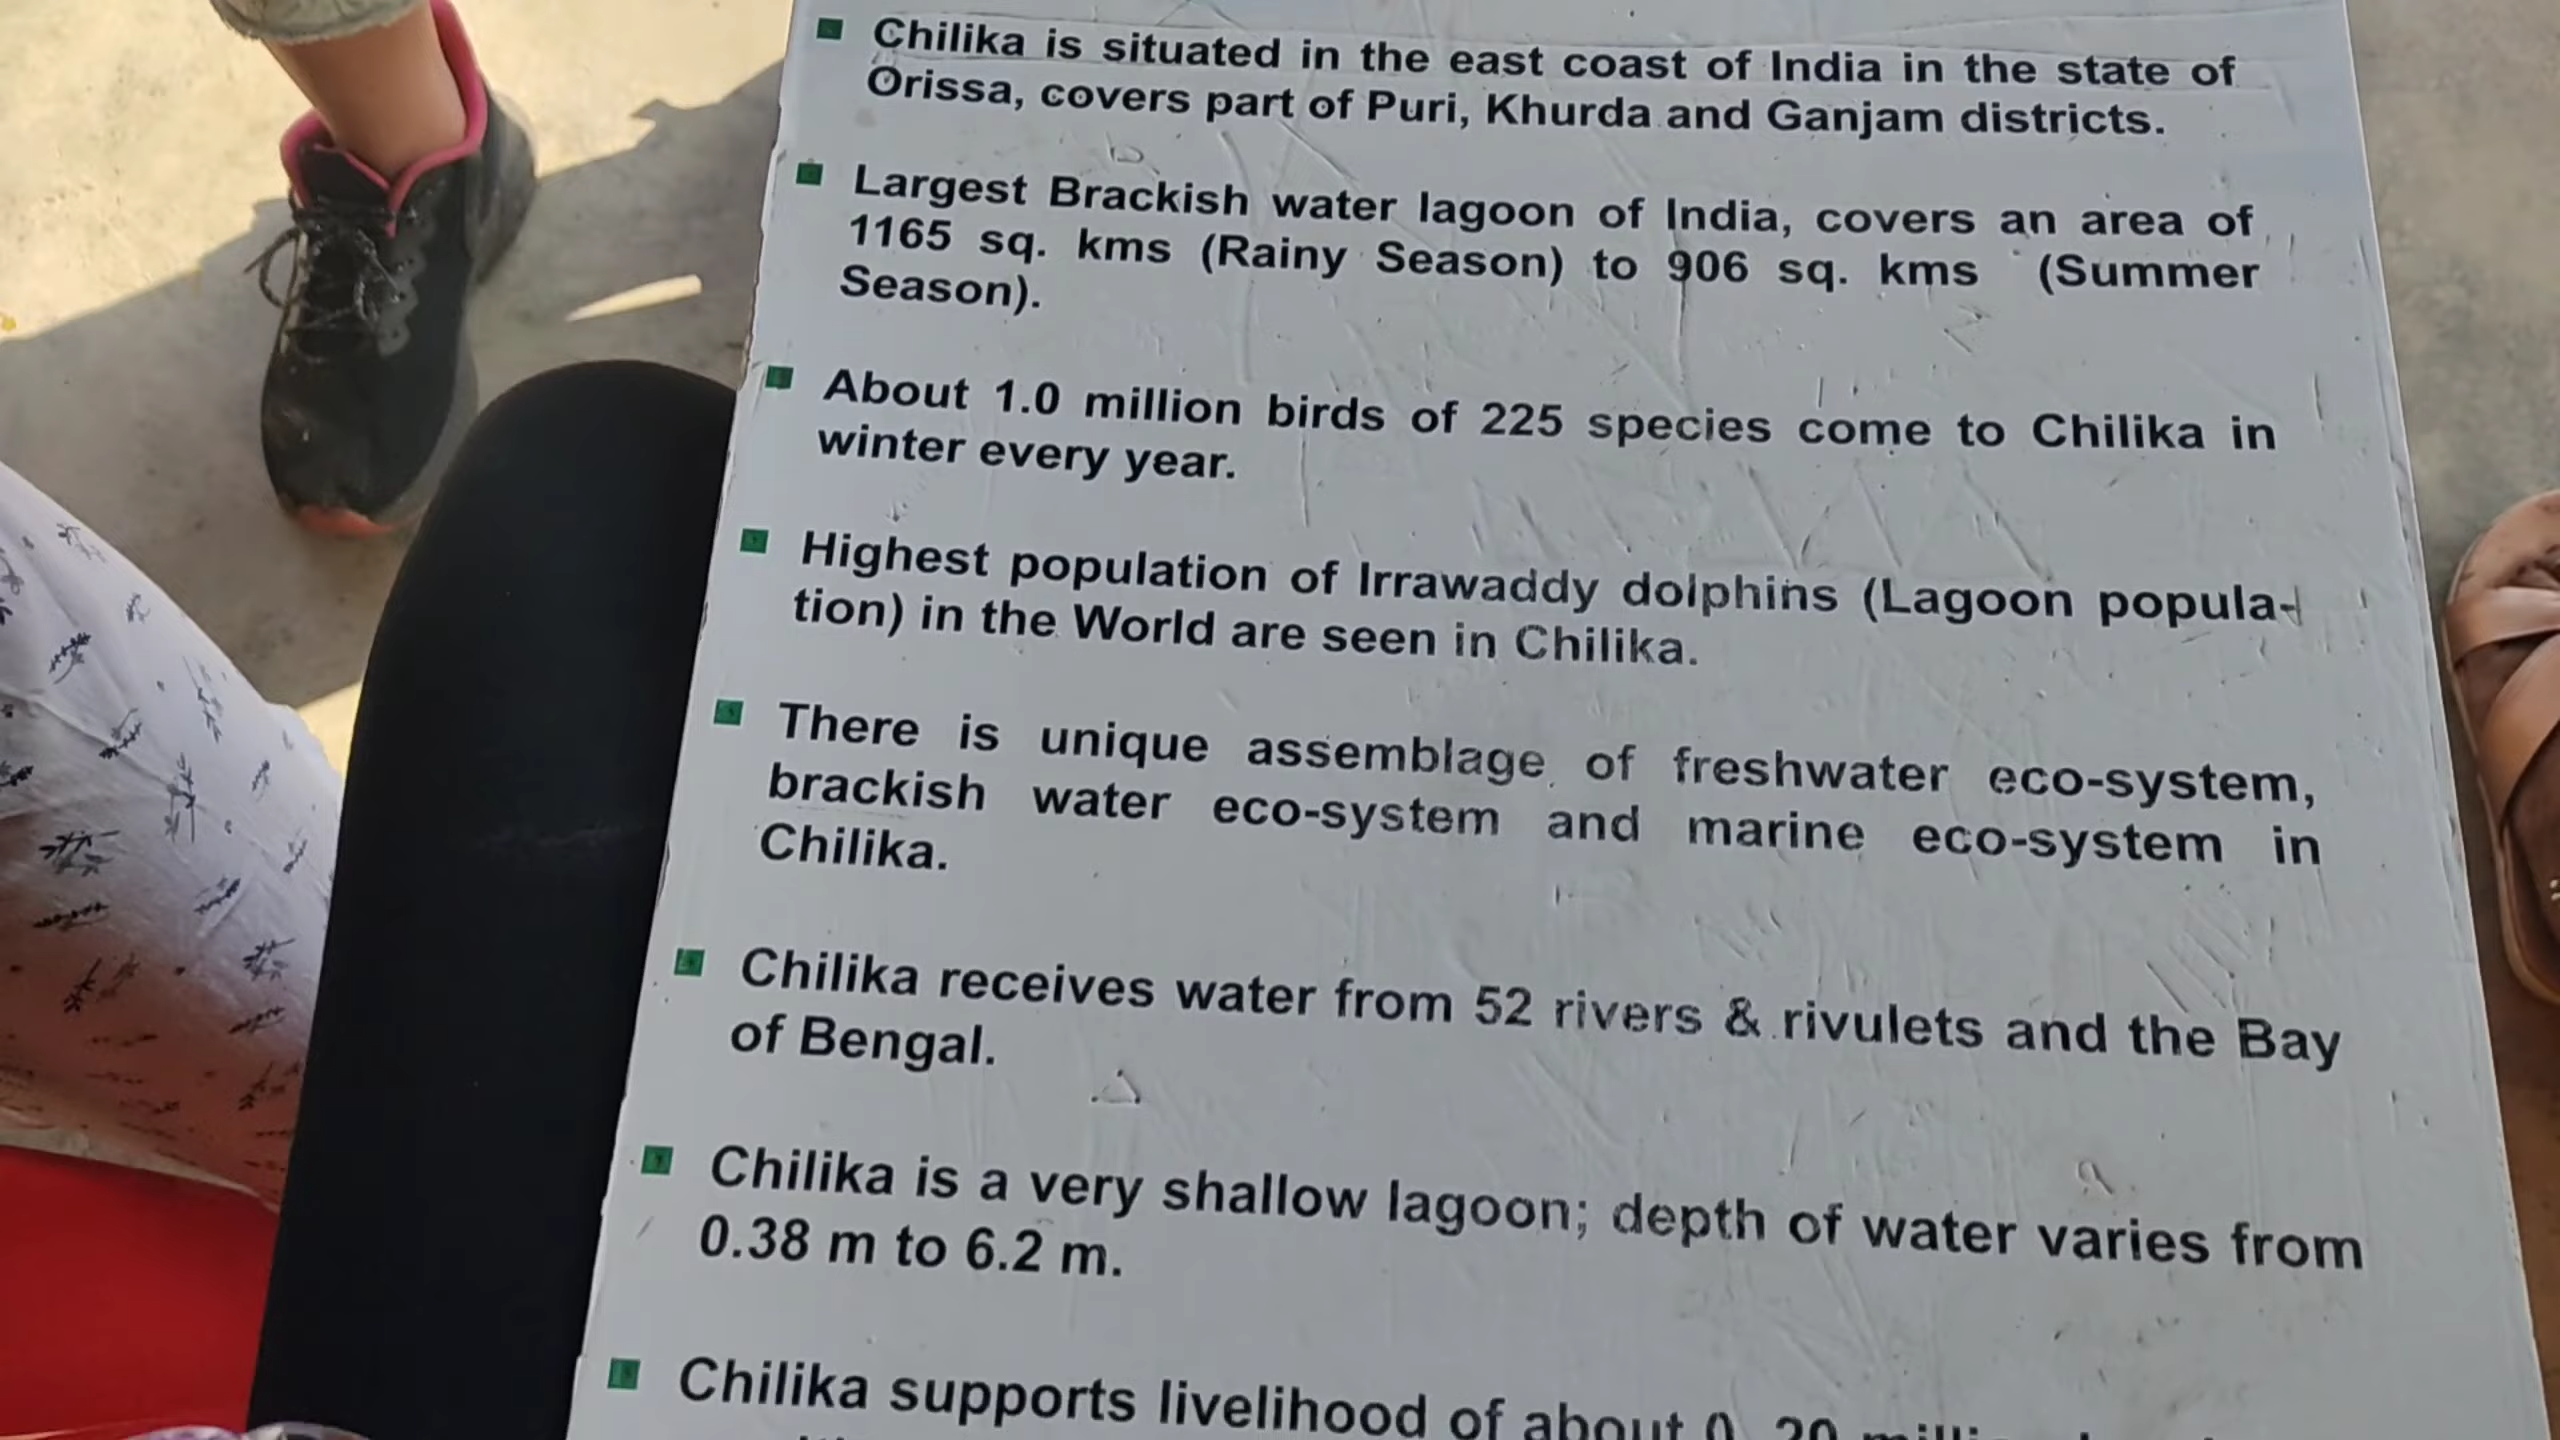 Chilika is situated in the east coast of India in the state of
Orissa, covers part of Puri, Khurda and Ganjam districts.
Largest Brackish water lagoon of India, covers an area of
1165 sq. kms (Rainy Season) to 906 sq. kms (Summer
Season).
About 1.0 million birds of 225 species come to Chilika in
winter every year.
Highest population of Irrawaddy dolphins (Lagoon popula-
tion) in the World are seen in Chilika.
There is unique assemblage of freshwater eco-system,
brackish water eco-system and marine eco-system in
Chilika.
Chilika receives water from 52 rivers & rivulets and the Bay
of Bengal.
Chilika is a very shallow lagoon; depth of water varies from
0.38 m to 6.2 m.
Chilika supports livelihood of about